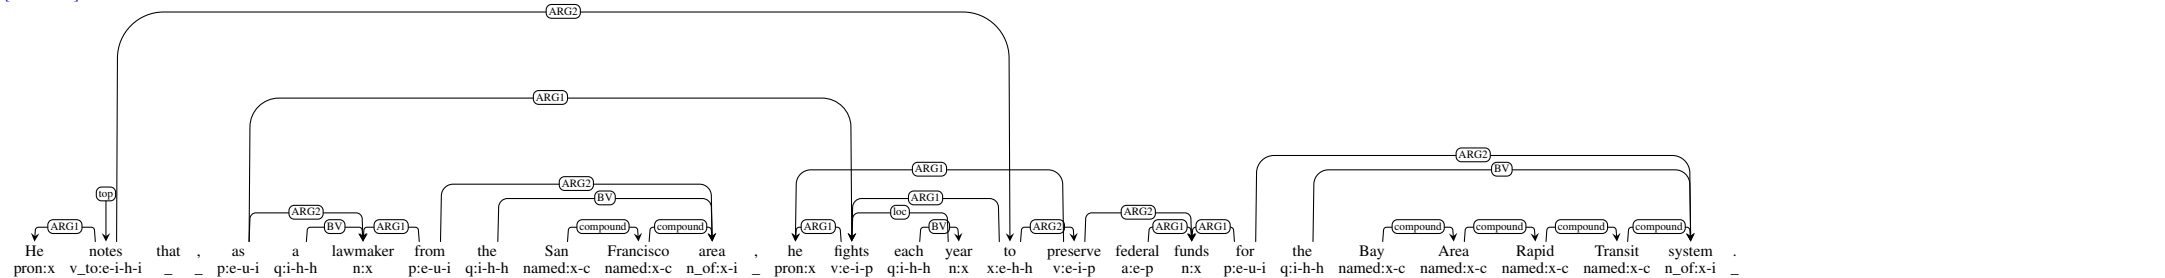 ARG2
ARG1
ARG2
ARG1 BV
top ARG2
BV ARG1
ARG2 loc ARG2
ARG1 BV ARG1 compound compound ARG1 BV ARG2 ARG1 ARG1 compound compound compound compound
He notes that , as a lawmaker from the San Francisco area , he fights each year to preserve federal funds for the Bay Area Rapid Transit system .
pron:x v_to:e-i-h-i _ _ p:e-u-i q:i-h-h n:x p:e-u-i q:i-h-h named:x-c named:x-c n_of:x-i _ pron:x v:e-i-p q:i-h-h n:x x:e-h-h v:e-i-p a:e-p n:x p:e-u-i q:i-h-h named:x-c named:x-c named:x-c named:x-c n_of:x-i _